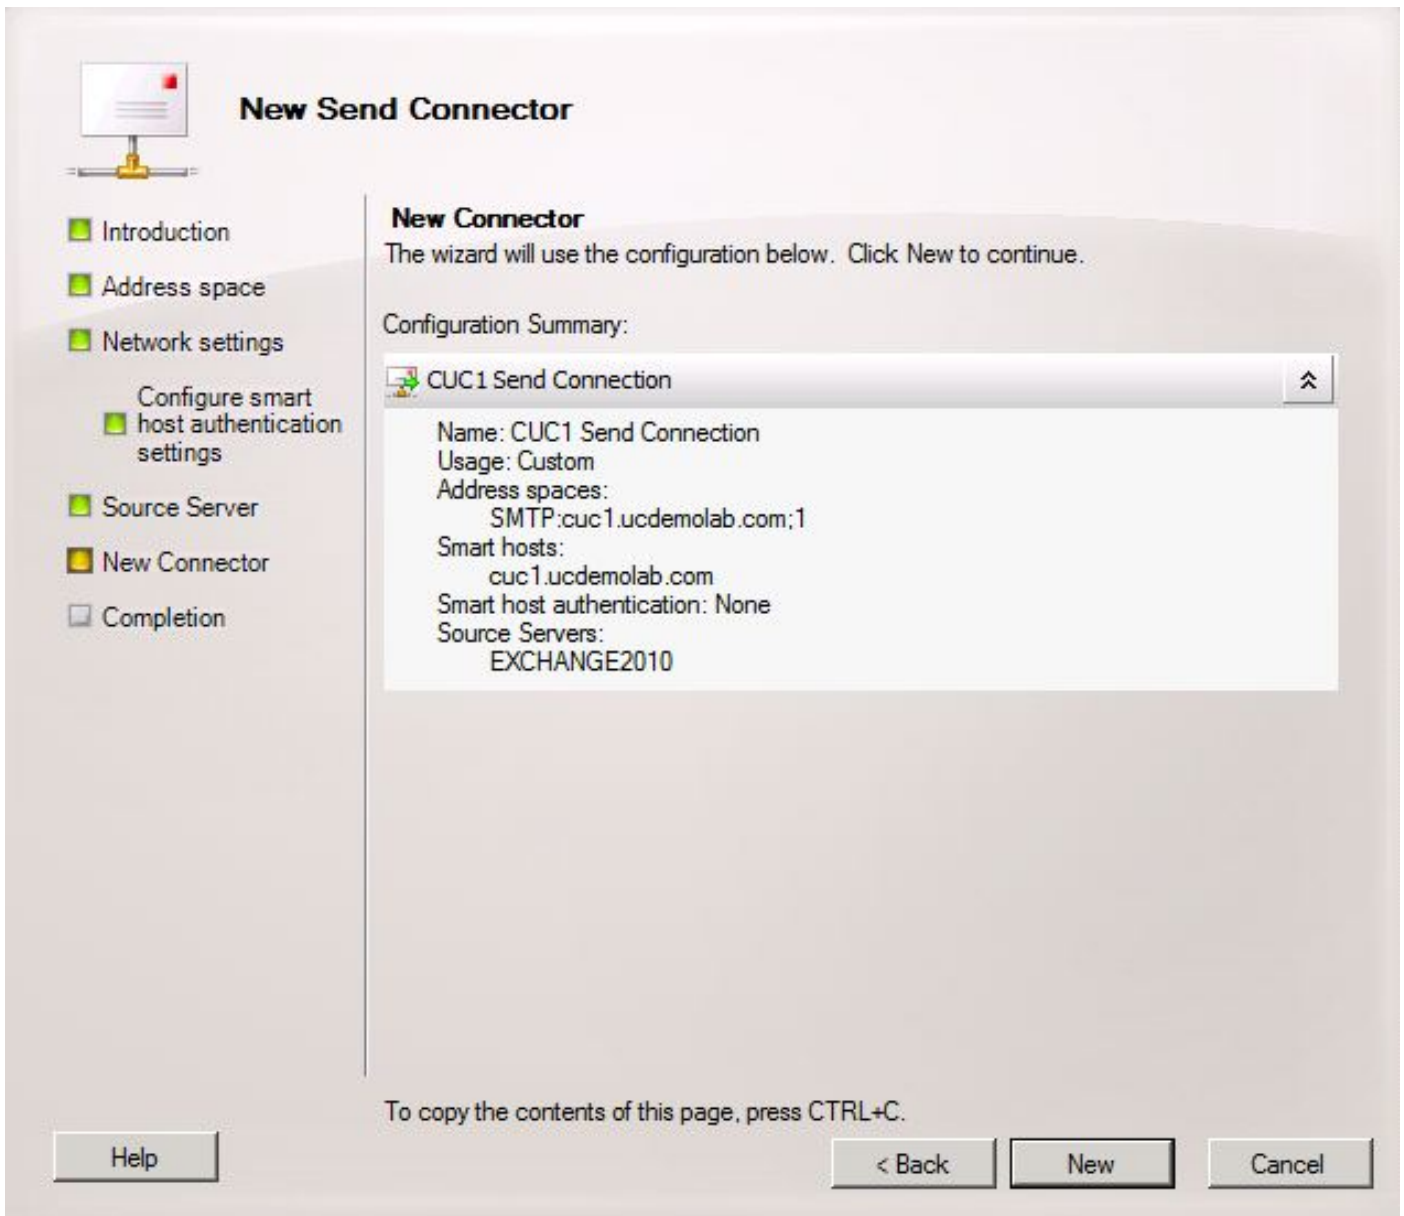 New Send Connector
Introduction
Address space
Network settings
Configure smart
host authentication
settings
Source Server
New Connector
Completion
New Connector
The wizard will use the configuration below.  Click New to continue.
Configuration Summary:
CUC1 Send Connection
Name: CUC1 Send Connection
Usage: Custom
Address spaces:
SMTP:cuc1.ucdemolab.com;1
Smart hosts:
cuc1.ucdemolab.com
Smart host authentication: None
Source Servers:
EXCHANGE2010
To copy the contents of this page, press CTRL+C.
Help
< Back
New
Cancel